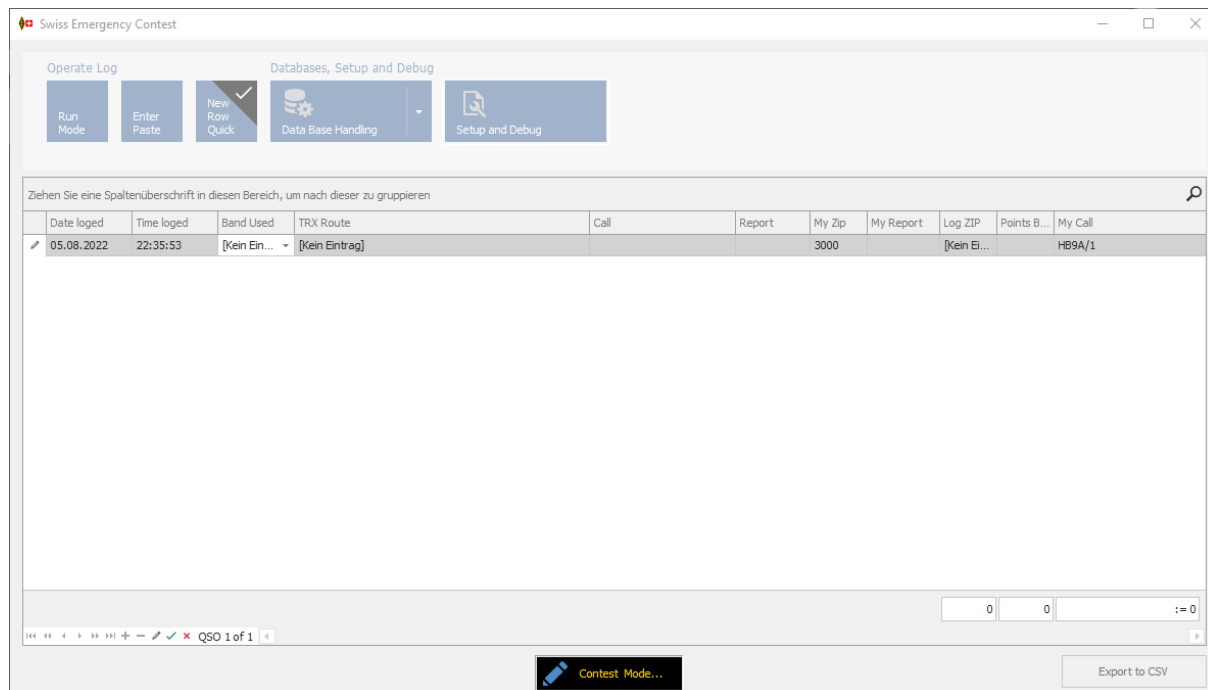 Swiss Emergency Contest
Operate Log
Databases, Setup and Debug
Run
Mode
Enter
Paste
New
Row
Quick
Data Base Handling
Setup and Debug
Ziehen Sie eine Spaltenüberschrift in diesen Bereich, um nach dieser zu gruppieren
Date loged Time loged Band Used TRX Route Call Report My Zip My Report Log ZIP Points B... My Call
05.08.2022 22:35:53 [Kein Ein... [Kein Eintrag] 3000 [Kein Ei... HB9A/1
0 0 := 0
QSO 1 of 1
Contest Mode...
Export to CSV